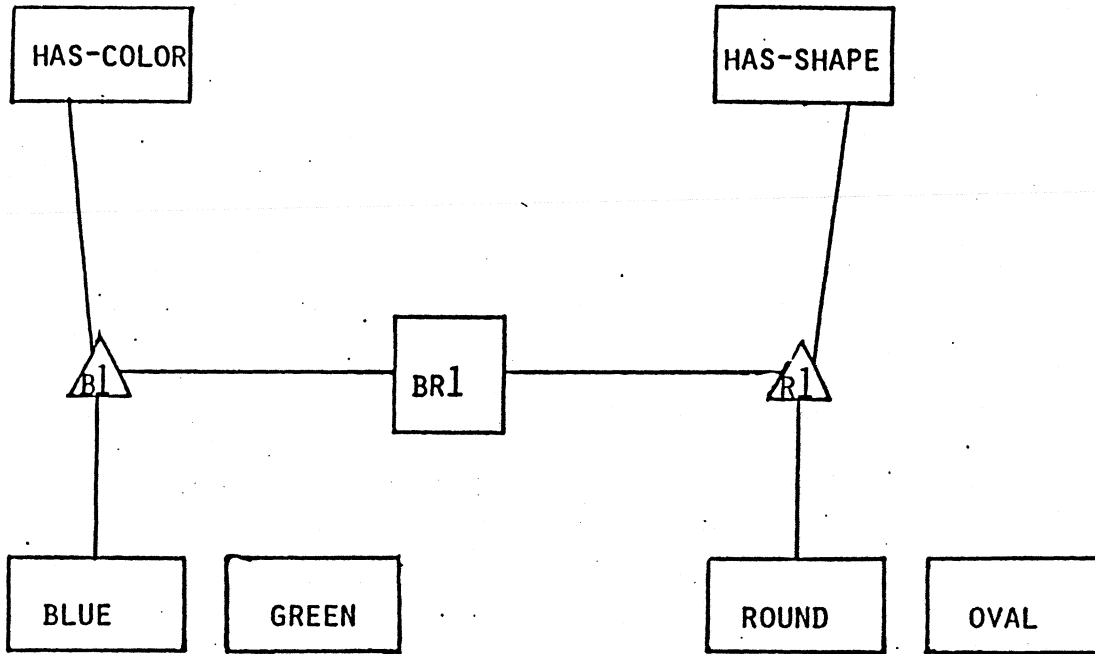 HAS-COLOR HAS-SHAPE
B1 BR1 R1
BLUE GREEN ROUND OVAL